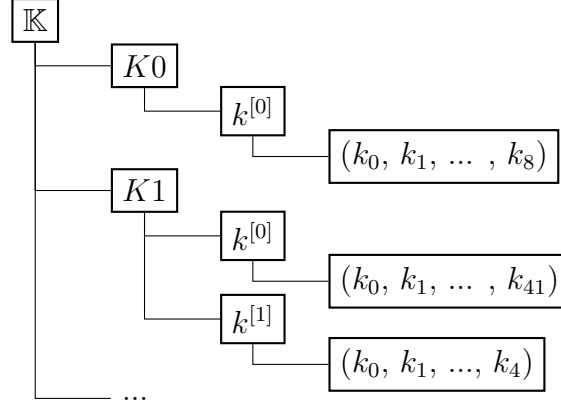 𝕂
K0
k^[0]
(k_0, k_1, ... , k_8)
K1
k^[0]
(k_0, k_1, ... , k_41)
k^[1]
(k_0, k_1, ..., k_4)
...